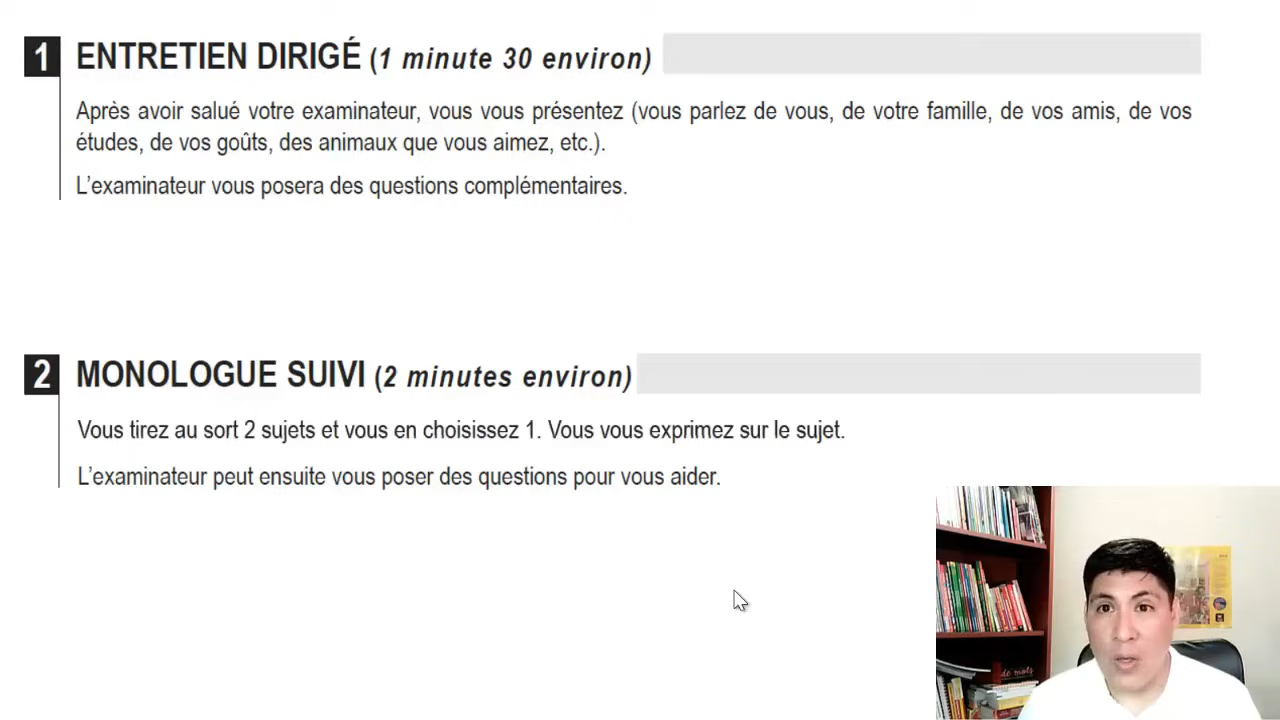 1 ENTRETIEN DIRIGÉ (1 minute 30 environ)
Après avoir salué votre examinateur, vous vous présentez (vous parlez de vous, de votre famille, de vos amis, de vos
études, de vos goûts, des animaux que vous aimez, etc.).
L'examinateur vous posera des questions complémentaires.
2 MONOLOGUE SUIVI (2 minutes environ)
Vous tirez au sort 2 sujets et vous en choisissez 1. Vous vous exprimez sur le sujet.
L'examinateur peut ensuite vous poser des questions pour vous aider.
de mots